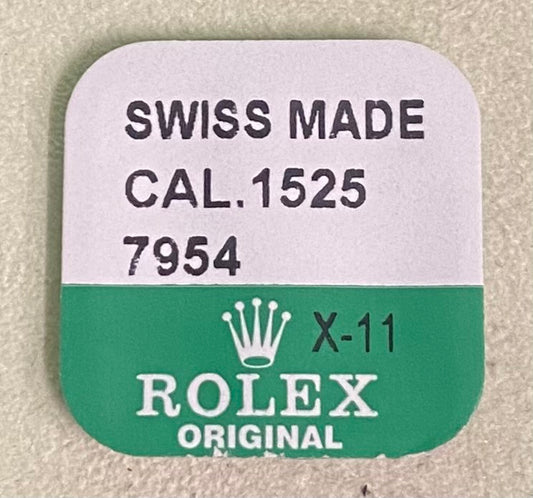 SWISS MADE
CAL.1525
7954
X-11
ROLEX
ORIGINAL